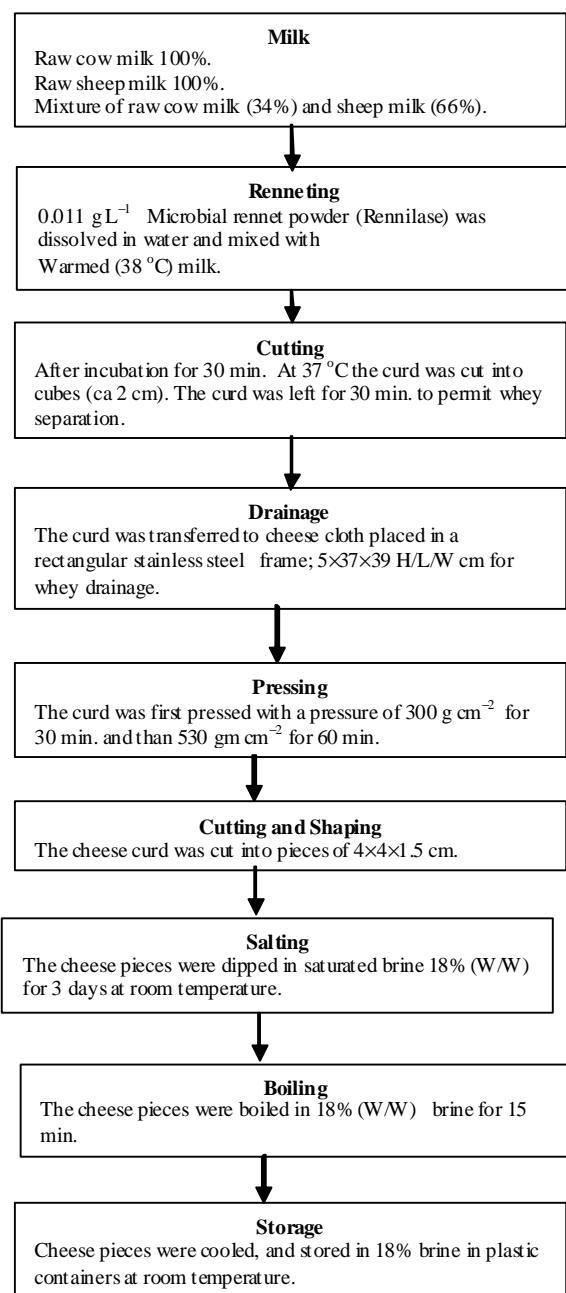 Milk
Raw cow milk 100%.
Raw sheep milk 100%.
Mixture of raw cow milk (34%) and sheep milk (66%).
Renneting
0.011 g L⁻¹ Microbial rennet powder (Rennilase) was
dissolved in water and mixed with
Warmed (38 °C) milk.
Cutting
After incubation for 30 min. At 37 °C the curd was cut into
cubes (ca 2 cm). The curd was left for 30 min. to permit whey
separation.
Drainage
The curd was transferred to cheese cloth placed in a
rectangular stainless steel frame; 5×37×39 H/L/W cm for
whey drainage.
Pressing
The curd was first pressed with a pressure of 300 g cm⁻² for
30 min. and than 530 gm cm⁻² for 60 min.
Cutting and Shaping
The cheese curd was cut into pieces of 4×4×1.5 cm.
Salting
The cheese pieces were dipped in saturated brine 18% (W/W)
for 3 days at room temperature.
Boiling
The cheese pieces were boiled in 18% (W/W) brine for 15
min.
Storage
Cheese pieces were cooled, and stored in 18% brine in plastic
containers at room temperature.